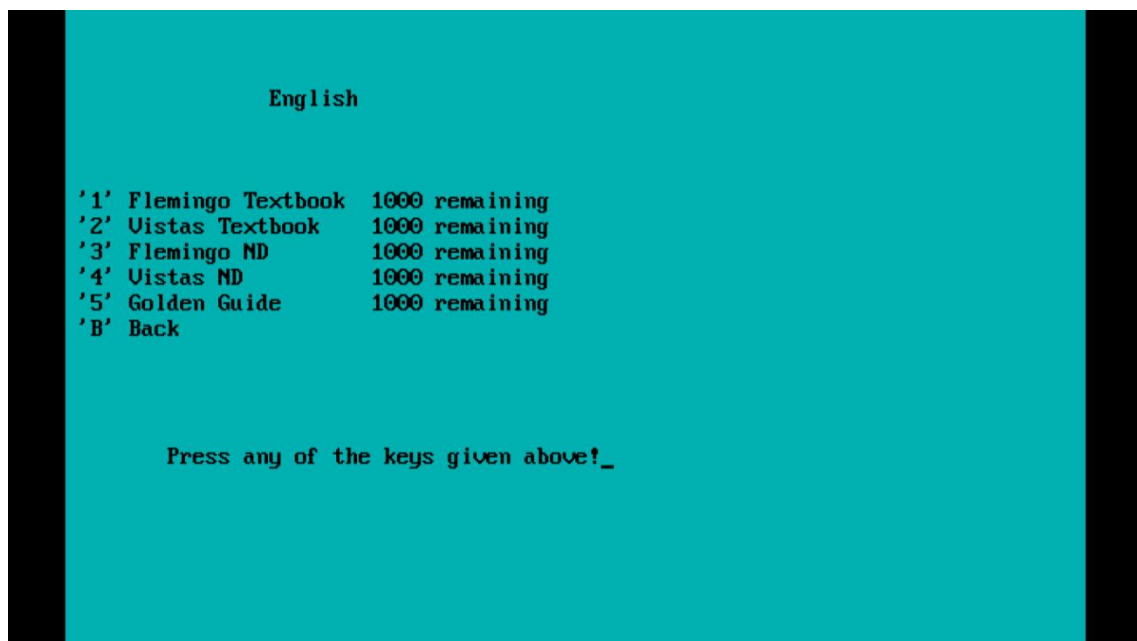 English
'1' Flemingo Textbook 1000 remaining
'2' Vistas Textbook 1000 remaining
'3' Flemingo ND 1000 remaining
'4' Vistas ND 1000 remaining
'5' Golden Guide 1000 remaining
'B' Back
Press any of the keys given above!_